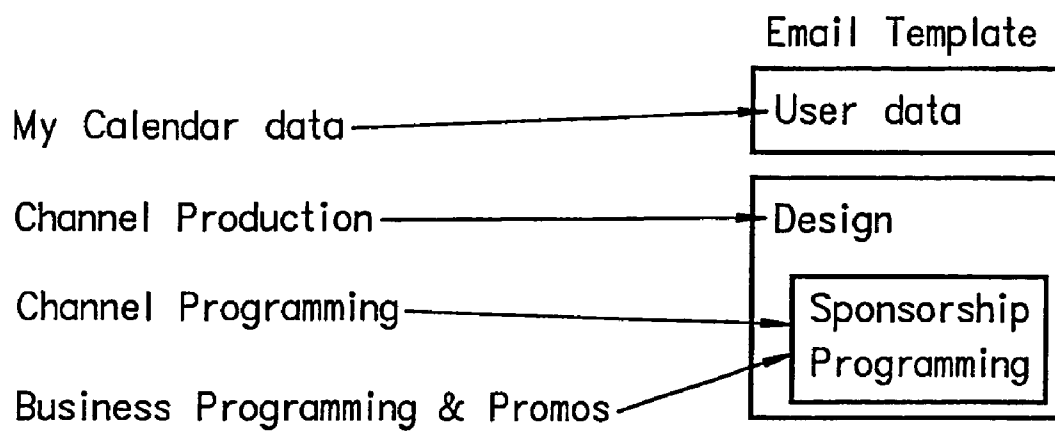 Email Template
My Calendar data
User data
Channel Production
Design
Channel Programming
Sponsorship
Programming
Business Programming & Promos